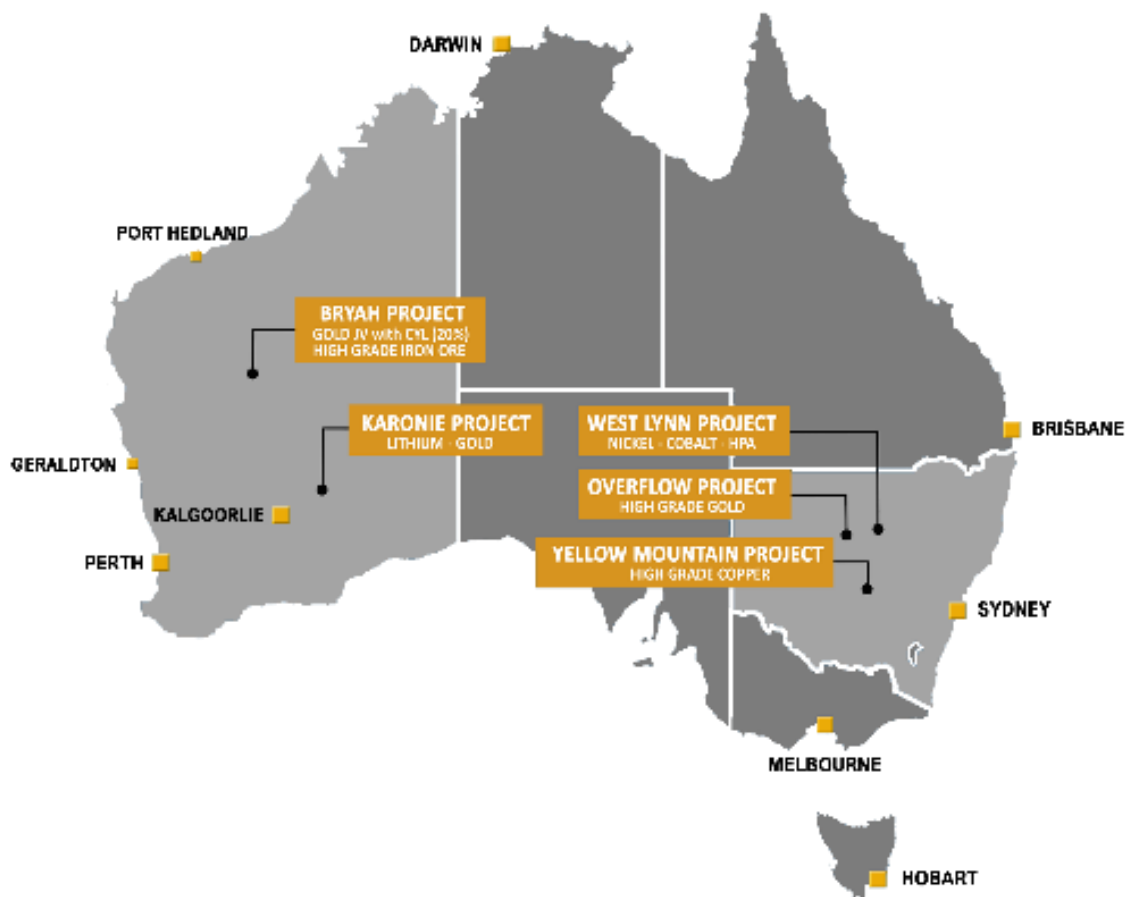 DARWIN
PORT HEDLAND
BRYAH PROJECT
GOLD JV with CYL (20%)
HIGH GRADE IRON ORE
KARONIE PROJECT
LITHIUM - GOLD
WEST LYNN PROJECT
NICKEL - COBALT - HPA
BRISBANE
GERALDTON
OVERFLOW PROJECT
HIGH GRADE GOLD
KALGOORLIE
YELLOW MOUNTAIN PROJECT
HIGH GRADE COPPER
PERTH
SYDNEY
MELBOURNE
HOBART